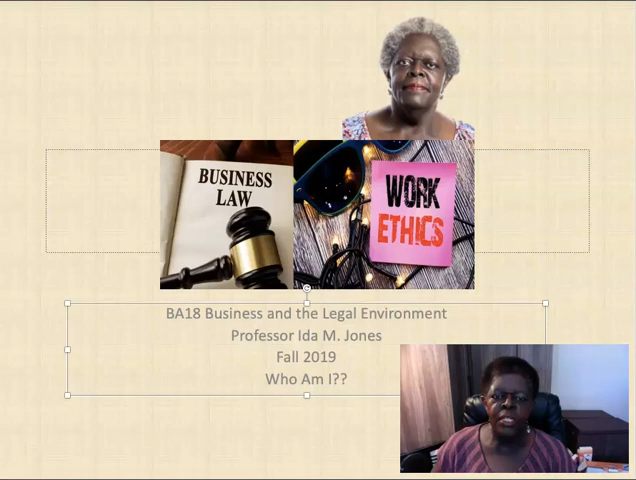 BUSINESS
LAW
WORK
ETHICS
BA18 Business and the Legal Environment
Professor Ida M. Jones
Fall 2019
Who Am I??